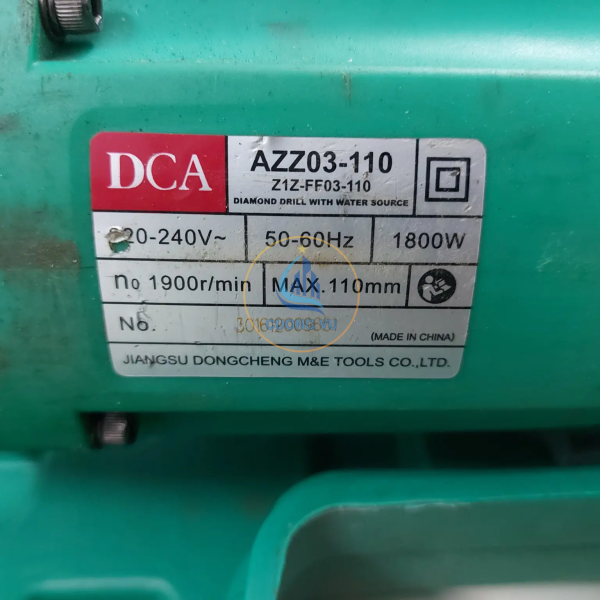 DCA
AZZ03-110
Z1Z-FF03-110
DIAMOND DRILL WITH WATER SOURCE
20-240V~ 50-60Hz 1800W
n0 1900r/min MAX.110mm
No.
(MADE IN CHINA)
JIANGSU DONGCHENG M&E TOOLS CO.,LTD.